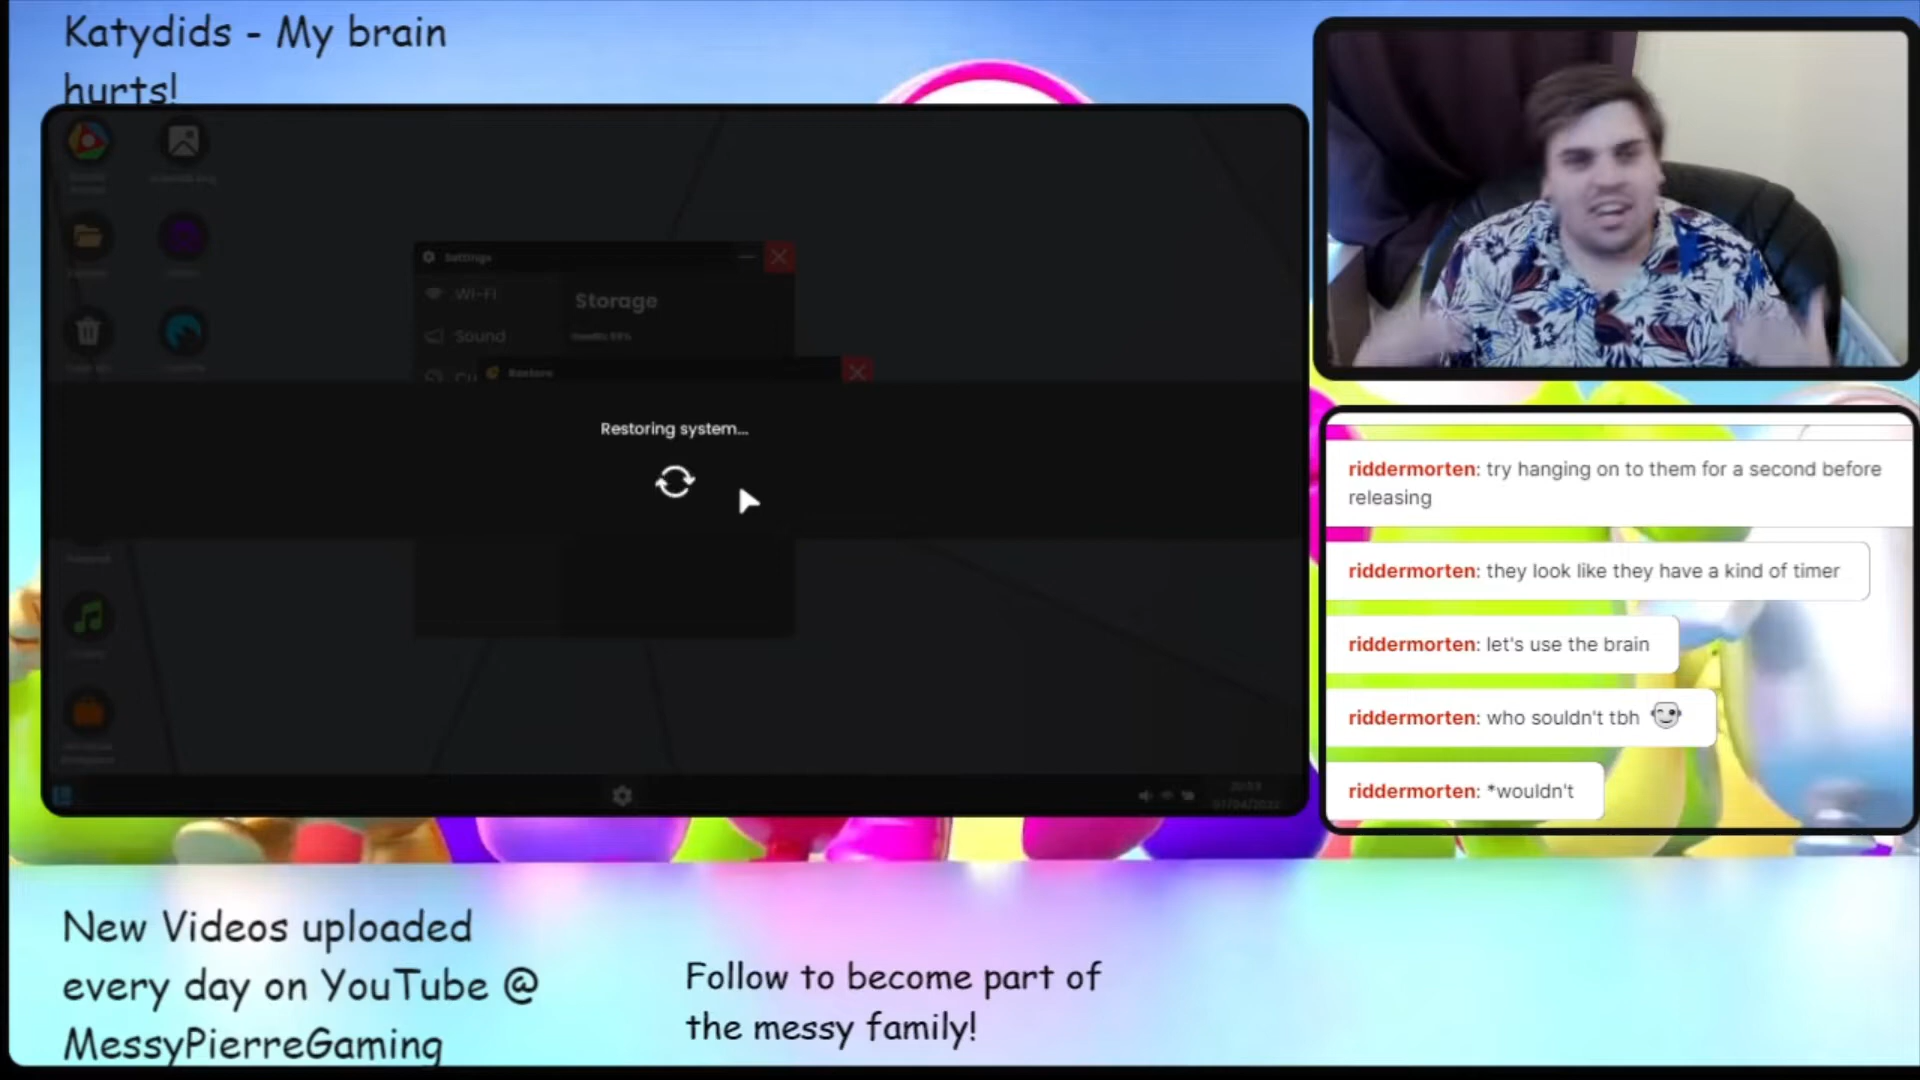 Katydids - My brain
hurts!
Settings
Wi-Fi
Storage
Sound
Restore
Restoring system...
riddermorten: try hanging on to them for a second before
releasing
riddermorten: they look like they have a kind of timer
riddermorten: let's use the brain
riddermorten: who souldn't tbh
riddermorten: *wouldn't
New Videos uploaded
every day on YouTube @
MessyPierreGaming
Follow to become part of
the messy family!